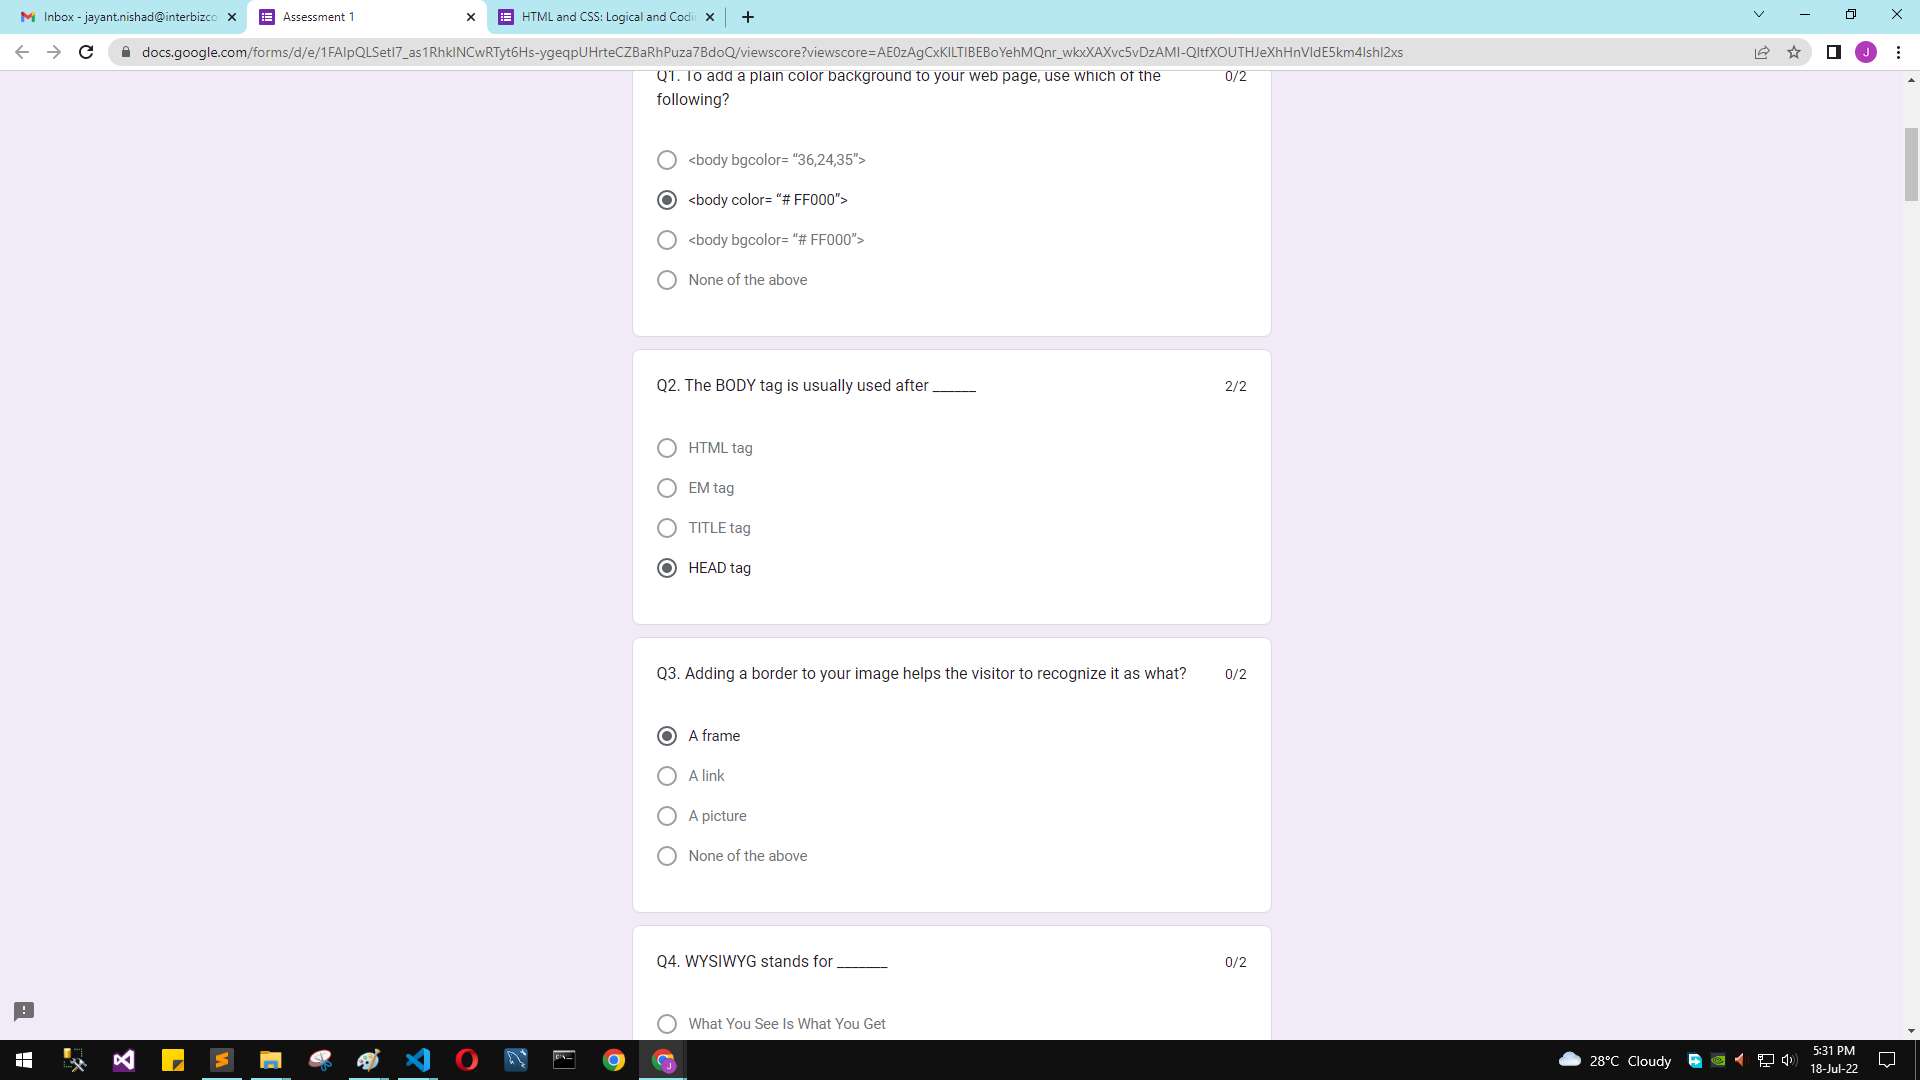 Inbox - jayant.nishad@interbizco
Assessment 1
HTML and CSS: Logical and Codi
docs.google.com/forms/d/e/1FAIpQLSetI7_as1RhkINCwRTyt6Hs-ygeqpUHrteCZBaRhPuza7BdoQ/viewscore?viewscore=AE0zAgCxKILTIBEBoYehMQnr_wkxXAXvc5vDzAMI-QltfXOUTHJeXhHnVIdE5km4IshI2xs
J
Q1. To add a plain color background to your web page, use which of the
following?
0/2
<body bgcolor= “36,24,35”>
<body color= “# FF000”>
<body bgcolor= “# FF000”>
None of the above
Q2. The BODY tag is usually used after ______
2/2
HTML tag
EM tag
TITLE tag
HEAD tag
Q3. Adding a border to your image helps the visitor to recognize it as what?
0/2
A frame
A link
A picture
None of the above
Q4. WYSIWYG stands for _______
0/2
What You See Is What You Get
28°C Cloudy
5:31 PM
18-Jul-22